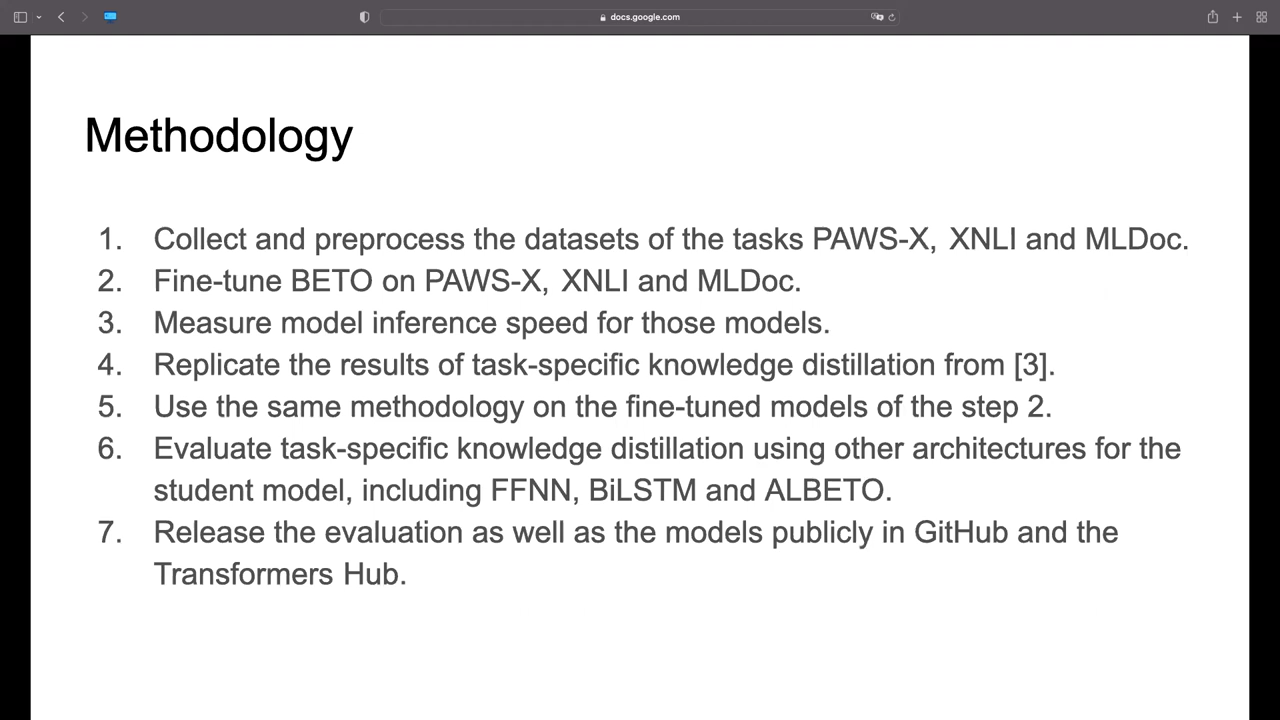 docs.google.com
Methodology
1. Collect and preprocess the datasets of the tasks PAWS-X, XNLI and MLDoc.
2. Fine-tune BETO on PAWS-X, XNLI and MLDoc.
3. Measure model inference speed for those models.
4. Replicate the results of task-specific knowledge distillation from [3].
5. Use the same methodology on the fine-tuned models of the step 2.
6. Evaluate task-specific knowledge distillation using other architectures for the
student model, including FFNN, BiLSTM and ALBETO.
7. Release the evaluation as well as the models publicly in GitHub and the
Transformers Hub.